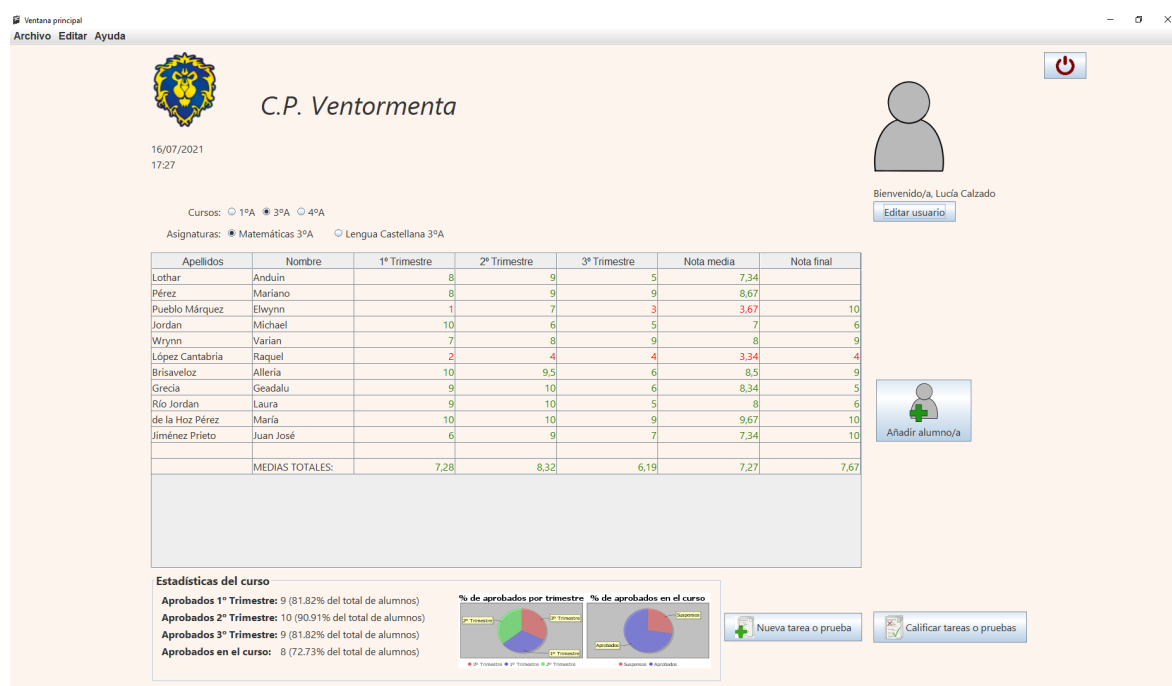 Ventana principal
Archivo Editar Ayuda
C.P. Ventormenta
16/07/2021
17:27
Bienvenido/a, Lucía Calzado
Editar usuario
Cursos: 1ºA 3ºA 4ºA
Asignaturas: Matemáticas 3ºA Lengua Castellana 3ºA
Apellidos Nombre 1º Trimestre 2º Trimestre 3º Trimestre Nota media Nota final
Lothar Anduin 8 9 5 7,34
Pérez Mariano 8 9 9 8,67
Pueblo Márquez Elwynn 1 7 3 3,67 10
Jordan Michael 10 6 5 7 6
Wrynn Varian 7 8 9 8 9
López Cantabria Raquel 2 4 4 3,34 4
Brisaveloz Alleria 10 9,5 6 8,5 9
Grecia Geadalu 9 10 6 8,34 5
Río Jordan Laura 9 10 5 8 6
de la Hoz Pérez María 10 10 9 9,67 10
Jiménez Prieto Juan José 6 9 7 7,34 10
MEDIAS TOTALES: 7,28 8,32 6,19 7,27 7,67
Añadir alumno/a
Estadísticas del curso
Aprobados 1º Trimestre: 9 (81.82% del total de alumnos)
Aprobados 2º Trimestre: 10 (90.91% del total de alumnos)
Aprobados 3º Trimestre: 9 (81.82% del total de alumnos)
Aprobados en el curso: 8 (72.73% del total de alumnos)
% de aprobados por trimestre
% de aprobados en el curso
Suspensos
Aprobados
Suspensos Aprobados
Nueva tarea o prueba
Calificar tareas o pruebas